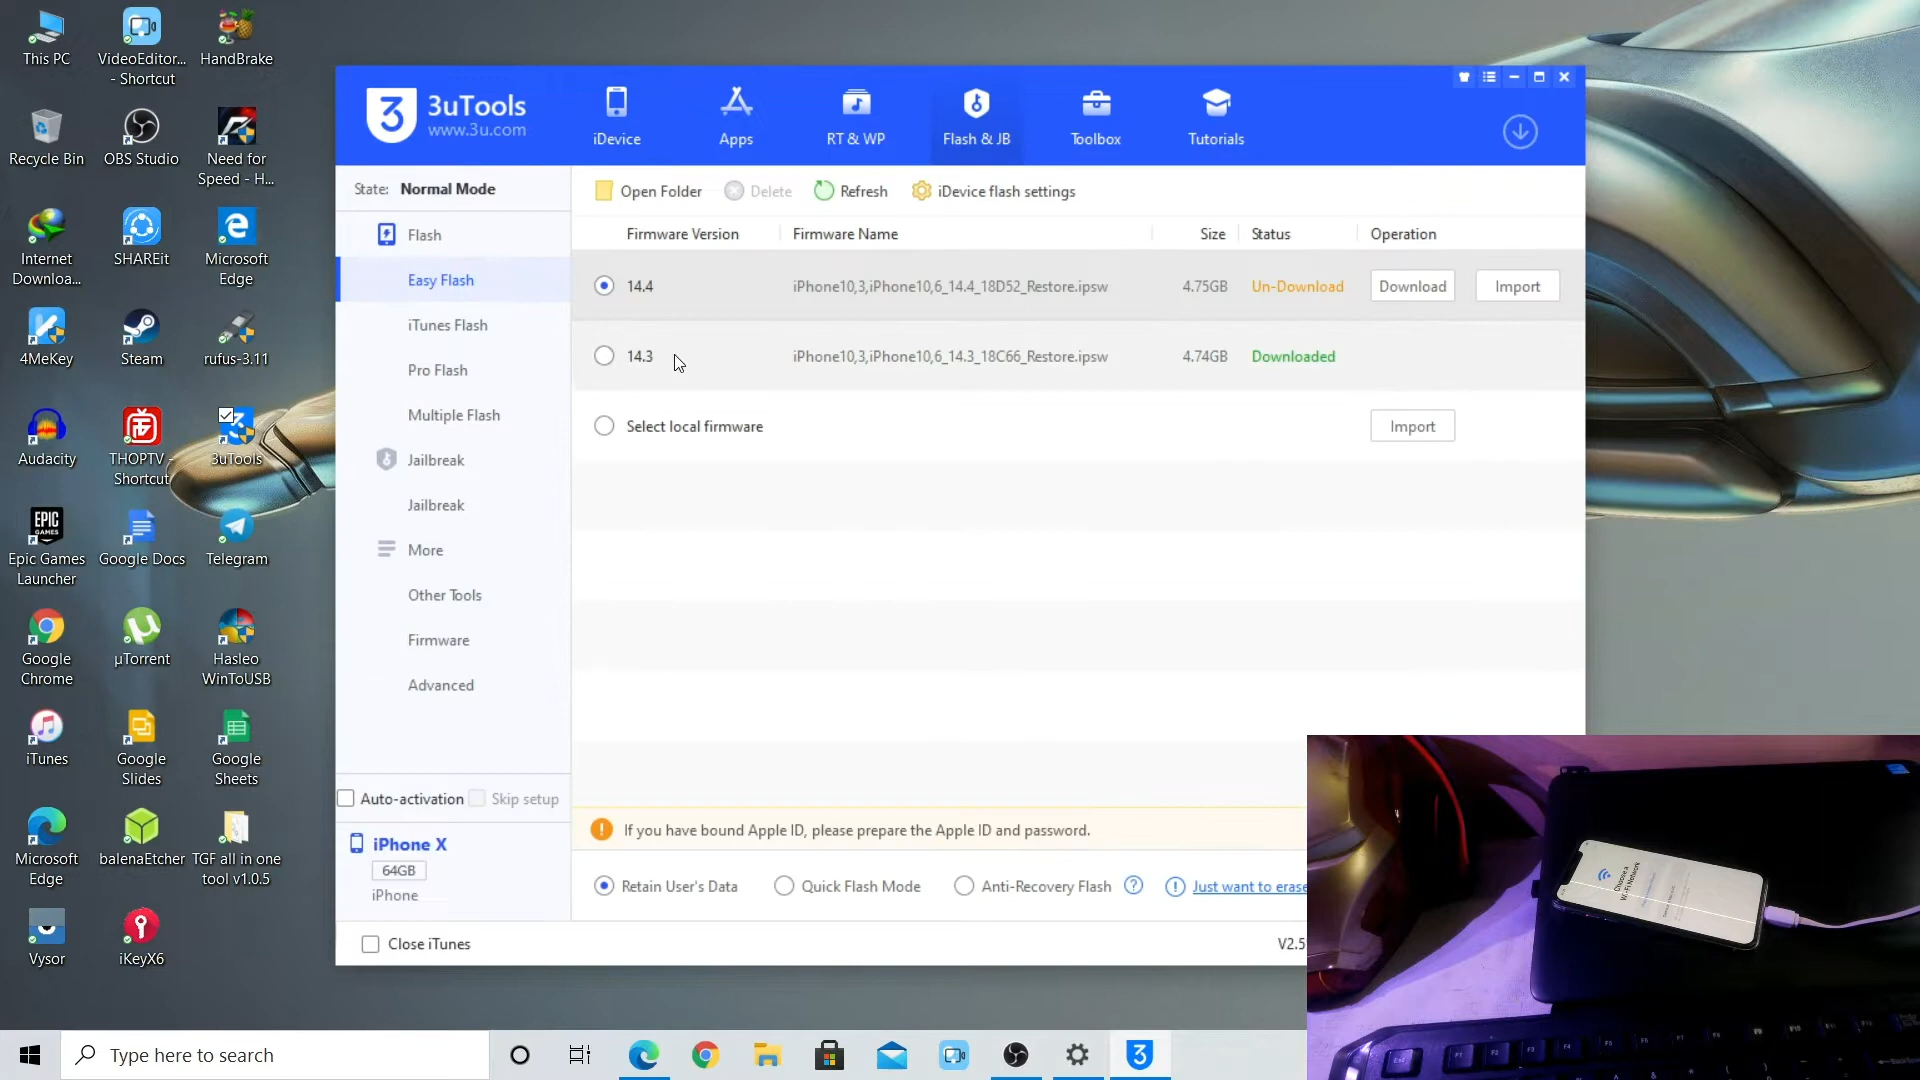 This PC
VideoEditor...
- Shortcut
HandBrake
Recycle Bin
OBS Studio
Need for
Speed - H...
Internet
Downloa...
SHAREit
Microsoft
Edge
4MeKey
Steam
rufus-3.11
Audacity
THOPTV -
Shortcut
3uTools
EPIC
GAMES
Epic Games
Launcher
Google Docs
Telegram
Google
Chrome
µTorrent
Hasleo
WinToUSB
iTunes
Google
Slides
Google
Sheets
Microsoft
Edge
balenaEtcher
TGF all in one
tool v1.0.5
Vysor
iKeyX6
3uTools
www.3u.com
iDevice
Apps
RT & WP
Flash & JB
Toolbox
Tutorials
State: Normal Mode
Flash
Easy Flash
iTunes Flash
Pro Flash
Multiple Flash
Jailbreak
Jailbreak
More
Other Tools
Firmware
Advanced
Auto-activation Skip setup
iPhone X
64GB
iPhone
Close iTunes
Open Folder Delete Refresh iDevice flash settings
Firmware Version Firmware Name Size Status Operation
14.4 iPhone10,3,iPhone10,6_14.4_18D52_Restore.ipsw 4.75GB Un-Download Download Import
14.3 iPhone10,3,iPhone10,6_14.3_18C66_Restore.ipsw 4.74GB Downloaded
Select local firmware Import
If you have bound Apple ID, please prepare the Apple ID and password.
Retain User's Data Quick Flash Mode Anti-Recovery Flash Just want to erase
V2.5
Choose a
Wi-Fi Network
Type here to search